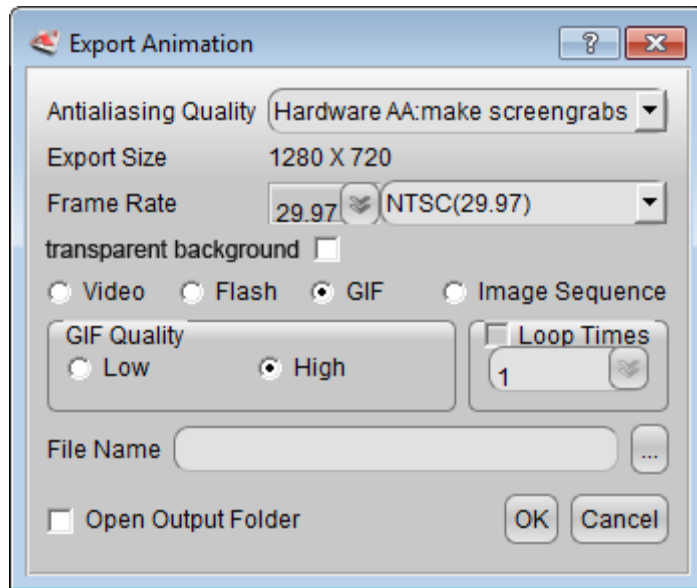 Export Animation
Antialiasing Quality Hardware AA:make screengrabs
Export Size 1280 X 720
Frame Rate 29.97 NTSC(29.97)
transparent background
Video Flash GIF Image Sequence
GIF Quality Loop Times
Low High 1
File Name ...
Open Output Folder OK Cancel